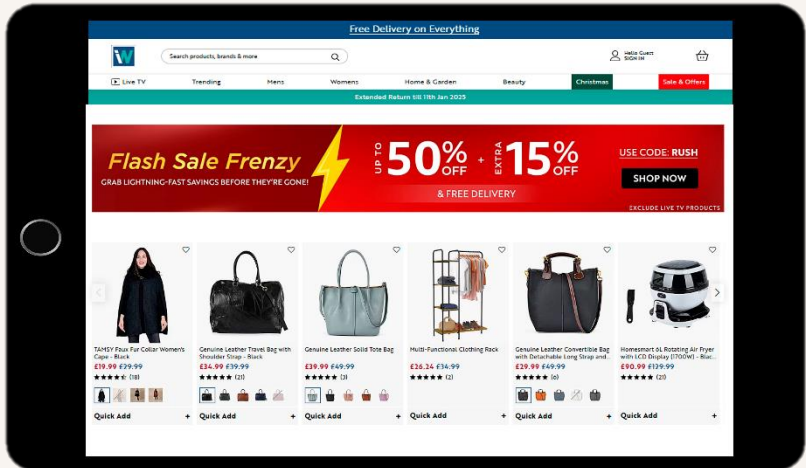 Free Delivery on Everything
iW
Search products, brands & more
Hello Guest
SIGN IN
Live TV Trending Mens Womens Home & Garden Beauty Christmas Sale & Offers
Extended Return till 11th Jan 2025
Flash Sale Frenzy
GRAB LIGHTNING-FAST SAVINGS BEFORE THEY'RE GONE!
UP TO 50% OFF + EXTRA 15% OFF
& FREE DELIVERY
USE CODE: RUSH
SHOP NOW
EXCLUDE LIVE TV PRODUCTS
TAMSY Faux Fur Collar Women's
Cape - Black
£19.99 £29.99
(18)
Quick Add +
Genuine Leather Travel Bag with
Shoulder Strap - Black
£34.99 £39.99
(21)
Quick Add +
Genuine Leather Solid Tote Bag
£39.99 £49.99
(3)
Quick Add +
Multi-Functional Clothing Rack
£26.24 £34.99
(2)
Quick Add +
Genuine Leather Convertible Bag
with Detachable Long Strap and..
£29.99 £49.99
(6)
Quick Add +
Homesmart 6L Rotating Air Fryer
with LCD Display (1700W) - Blac..
£90.99 £129.99
(21)
Quick Add +